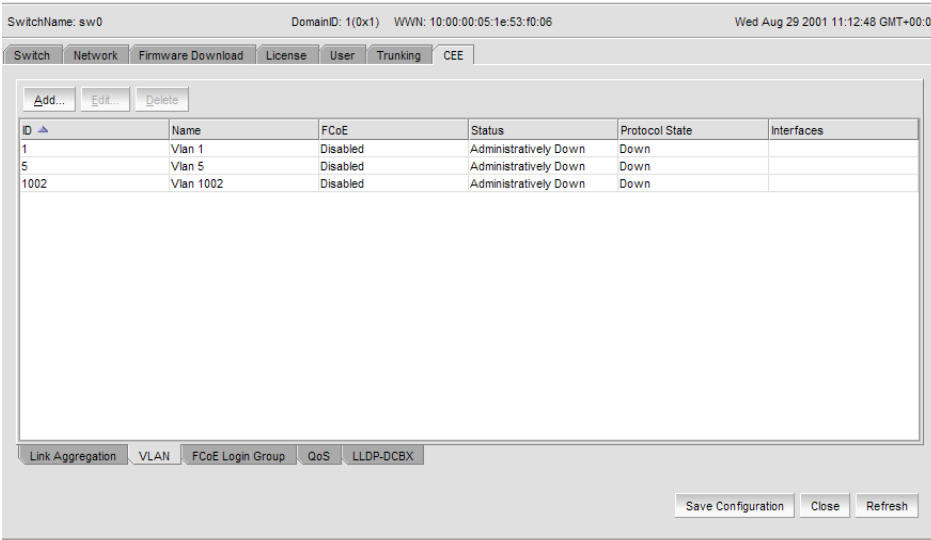 SwitchName: sw0 DomainID: 1(0x1) WWN: 10:00:00:05:1e:53:f0:06 Wed Aug 29 2001 11:12:48 GMT+00:0
Switch Network Firmware Download License User Trunking CEE
Add... Edit... Delete
ID Name FCoE Status Protocol State Interfaces
1 Vlan 1 Disabled Administratively Down Down
5 Vlan 5 Disabled Administratively Down Down
1002 Vlan 1002 Disabled Administratively Down Down
Link Aggregation VLAN FCoE Login Group QoS LLDP-DCBX
Save Configuration Close Refresh